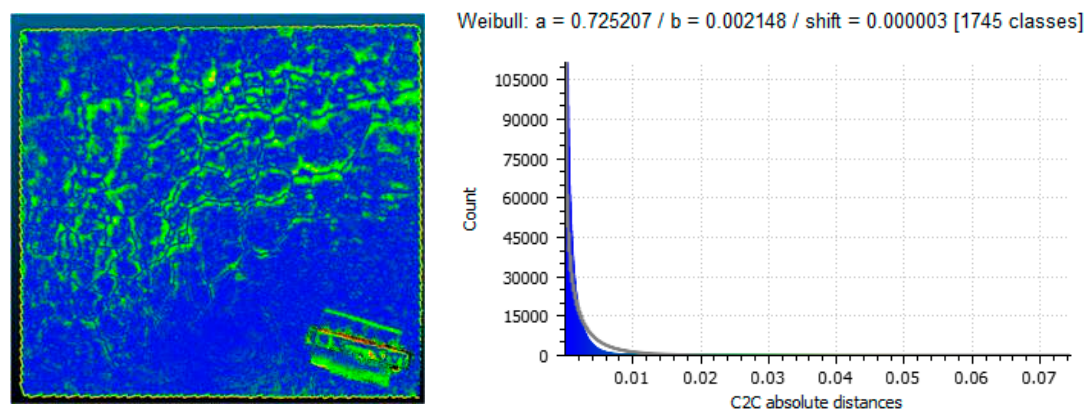 Weibull: a = 0.725207 / b = 0.002148 / shift = 0.000003 [1745 classes]
105000
90000
75000
60000
45000
30000
15000
0
Count
0.01 0.02 0.03 0.04 0.05 0.06 0.07
C2C absolute distances